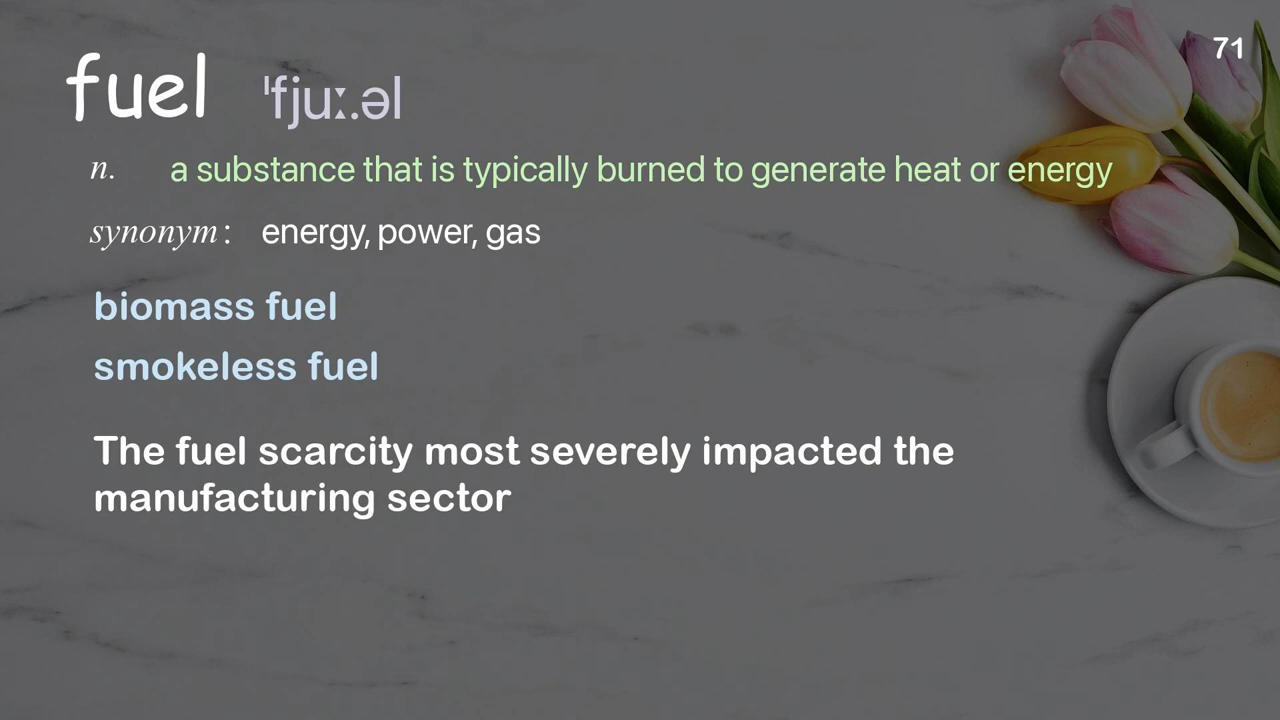 71
fuel ˈfjuː.əl
n. a substance that is typically burned to generate heat or energy
synonym: energy, power, gas
biomass fuel
smokeless fuel
The fuel scarcity most severely impacted the
manufacturing sector